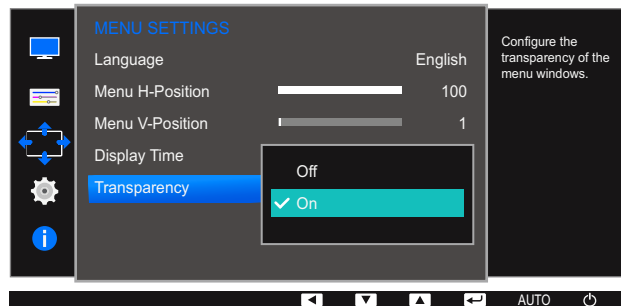 MENU SETTINGS
Language English
Menu H-Position 100
Menu V-Position 1
Display Time
Transparency
Off
On
Configure the
transparency of the
menu windows.
AUTO